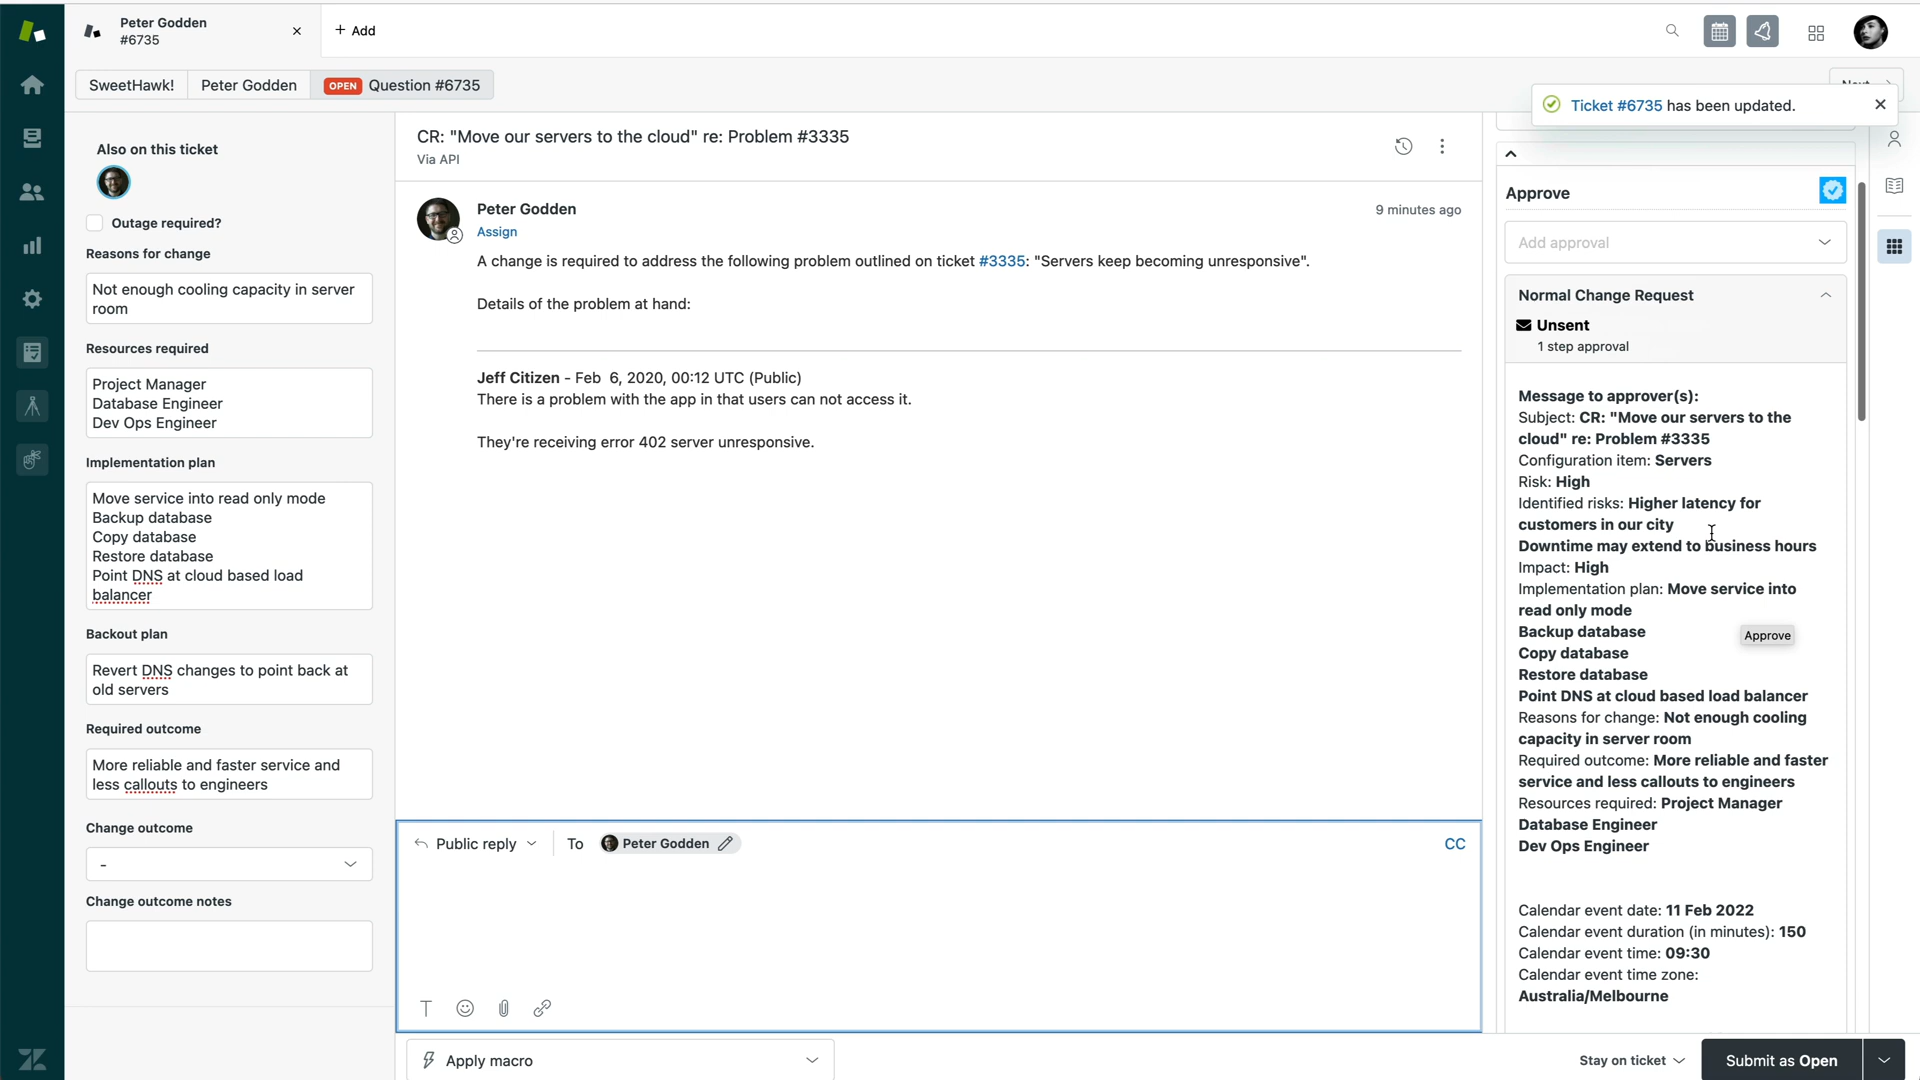 Peter Godden
#6735
+ Add
SweetHawk!
Peter Godden
OPEN Question #6735
Ticket #6735 has been updated.
Also on this ticket
Outage required?
Reasons for change
Not enough cooling capacity in server
room
Resources required
Project Manager
Database Engineer
Dev Ops Engineer
Implementation plan
Move service into read only mode
Backup database
Copy database
Restore database
Point DNS at cloud based load
balancer
Backout plan
Revert DNS changes to point back at
old servers
Required outcome
More reliable and faster service and
less callouts to engineers
Change outcome
-
Change outcome notes
CR: "Move our servers to the cloud" re: Problem #3335
Via API
Peter Godden
9 minutes ago
Assign
A change is required to address the following problem outlined on ticket #3335: "Servers keep becoming unresponsive".
Details of the problem at hand:
Jeff Citizen - Feb 6, 2020, 00:12 UTC (Public)
There is a problem with the app in that users can not access it.
They're receiving error 402 server unresponsive.
Public reply
To
Peter Godden
CC
Apply macro
Approve
Add approval
Normal Change Request
Unsent
1 step approval
Message to approver(s):
Subject: CR: "Move our servers to the
cloud" re: Problem #3335
Configuration item: Servers
Risk: High
Identified risks: Higher latency for
customers in our city
Downtime may extend to business hours
Impact: High
Implementation plan: Move service into
read only mode
Backup database
Approve
Copy database
Restore database
Point DNS at cloud based load balancer
Reasons for change: Not enough cooling
capacity in server room
Required outcome: More reliable and faster
service and less callouts to engineers
Resources required: Project Manager
Database Engineer
Dev Ops Engineer
Calendar event date: 11 Feb 2022
Calendar event duration (in minutes): 150
Calendar event time: 09:30
Calendar event time zone:
Australia/Melbourne
Stay on ticket
Submit as Open